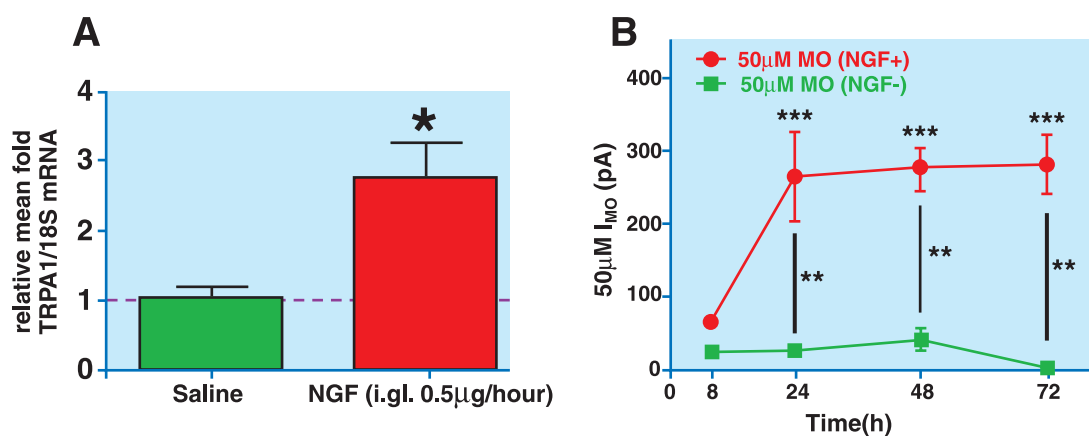 A
relative mean fold
TRPA1/18S mRNA
4
3
2
1
0
*
Saline
NGF (i.gl. 0.5µg/hour)
B
50µM MO (NGF+)
50µM MO (NGF-)
50µM IMO (pA)
400
300
200
100
0
***
***
***
**
**
**
0
8
24
48
72
Time(h)